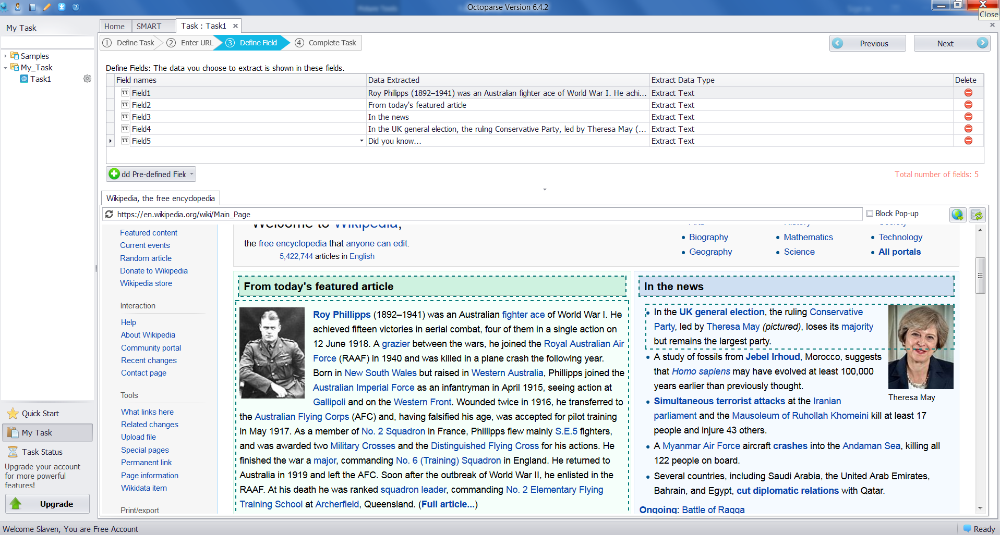 Octoparse Version 6.4.2
Close
My Task
Home
SMART
Task : Task1
1 Define Task
2 Enter URL
3 Define Field
4 Complete Task
Previous
Next
Samples
My_Task
Task1
Define Fields: The data you choose to extract is shown in these fields.
Field names Data Extracted Extract Data Type Delete
Field1 Roy Phillipps (1892–1941) was an Australian fighter ace of World War I. He achi... Extract Text
Field2 From today's featured article Extract Text
Field3 In the news Extract Text
Field4 In the UK general election, the ruling Conservative Party, led by Theresa May (... Extract Text
Field5 Did you know... Extract Text
dd Pre-defined Fielc
Total number of fields: 5
Wikipedia, the free encyclopedia
https://en.wikipedia.org/wiki/Main_Page
Block Pop-up
Featured content
Current events
Random article
Donate to Wikipedia
Wikipedia store
Interaction
Help
About Wikipedia
Community portal
Recent changes
Contact page
Tools
What links here
Related changes
Upload file
Special pages
Permanent link
Page information
Wikidata item
Print/export
Welcome to Wikipedia,
the free encyclopedia that anyone can edit.
5,422,744 articles in English
Arts
History
Society
Biography
Mathematics
Technology
Geography
Science
All portals
From today's featured article
Roy Phillipps (1892–1941) was an Australian fighter ace of World War I. He
achieved fifteen victories in aerial combat, four of them in a single action on
12 June 1918. A grazier between the wars, he joined the Royal Australian Air
Force (RAAF) in 1940 and was killed in a plane crash the following year.
Born in New South Wales but raised in Western Australia, Phillipps joined the
Australian Imperial Force as an infantryman in April 1915, seeing action at
Gallipoli and on the Western Front. Wounded twice in 1916, he transferred to
the Australian Flying Corps (AFC) and, having falsified his age, was accepted for pilot training
in May 1917. As a member of No. 2 Squadron in France, Phillipps flew mainly S.E.5 fighters,
and was awarded two Military Crosses and the Distinguished Flying Cross for his actions. He
finished the war a major, commanding No. 6 (Training) Squadron in England. He returned to
Australia in 1919 and left the AFC. Soon after the outbreak of World War II, he enlisted in the
RAAF. At his death he was ranked squadron leader, commanding No. 2 Elementary Flying
Training School at Archerfield, Queensland. (Full article...)
In the news
In the UK general election, the ruling Conservative
Party, led by Theresa May (pictured), loses its majority
but remains the largest party.
A study of fossils from Jebel Irhoud, Morocco, suggests
that Homo sapiens may have evolved at least 100,000
years earlier than previously thought.
Theresa May
Simultaneous terrorist attacks at the Iranian
parliament and the Mausoleum of Ruhollah Khomeini kill at least 17
people and injure 43 others.
A Myanmar Air Force aircraft crashes into the Andaman Sea, killing all
122 people on board.
Several countries, including Saudi Arabia, the United Arab Emirates,
Bahrain, and Egypt, cut diplomatic relations with Qatar.
Ongoing: Battle of Raqqa
Quick Start
My Task
Task Status
Upgrade your account
for more powerful
features!
Upgrade
Welcome Slaven, You are Free Account
Ready